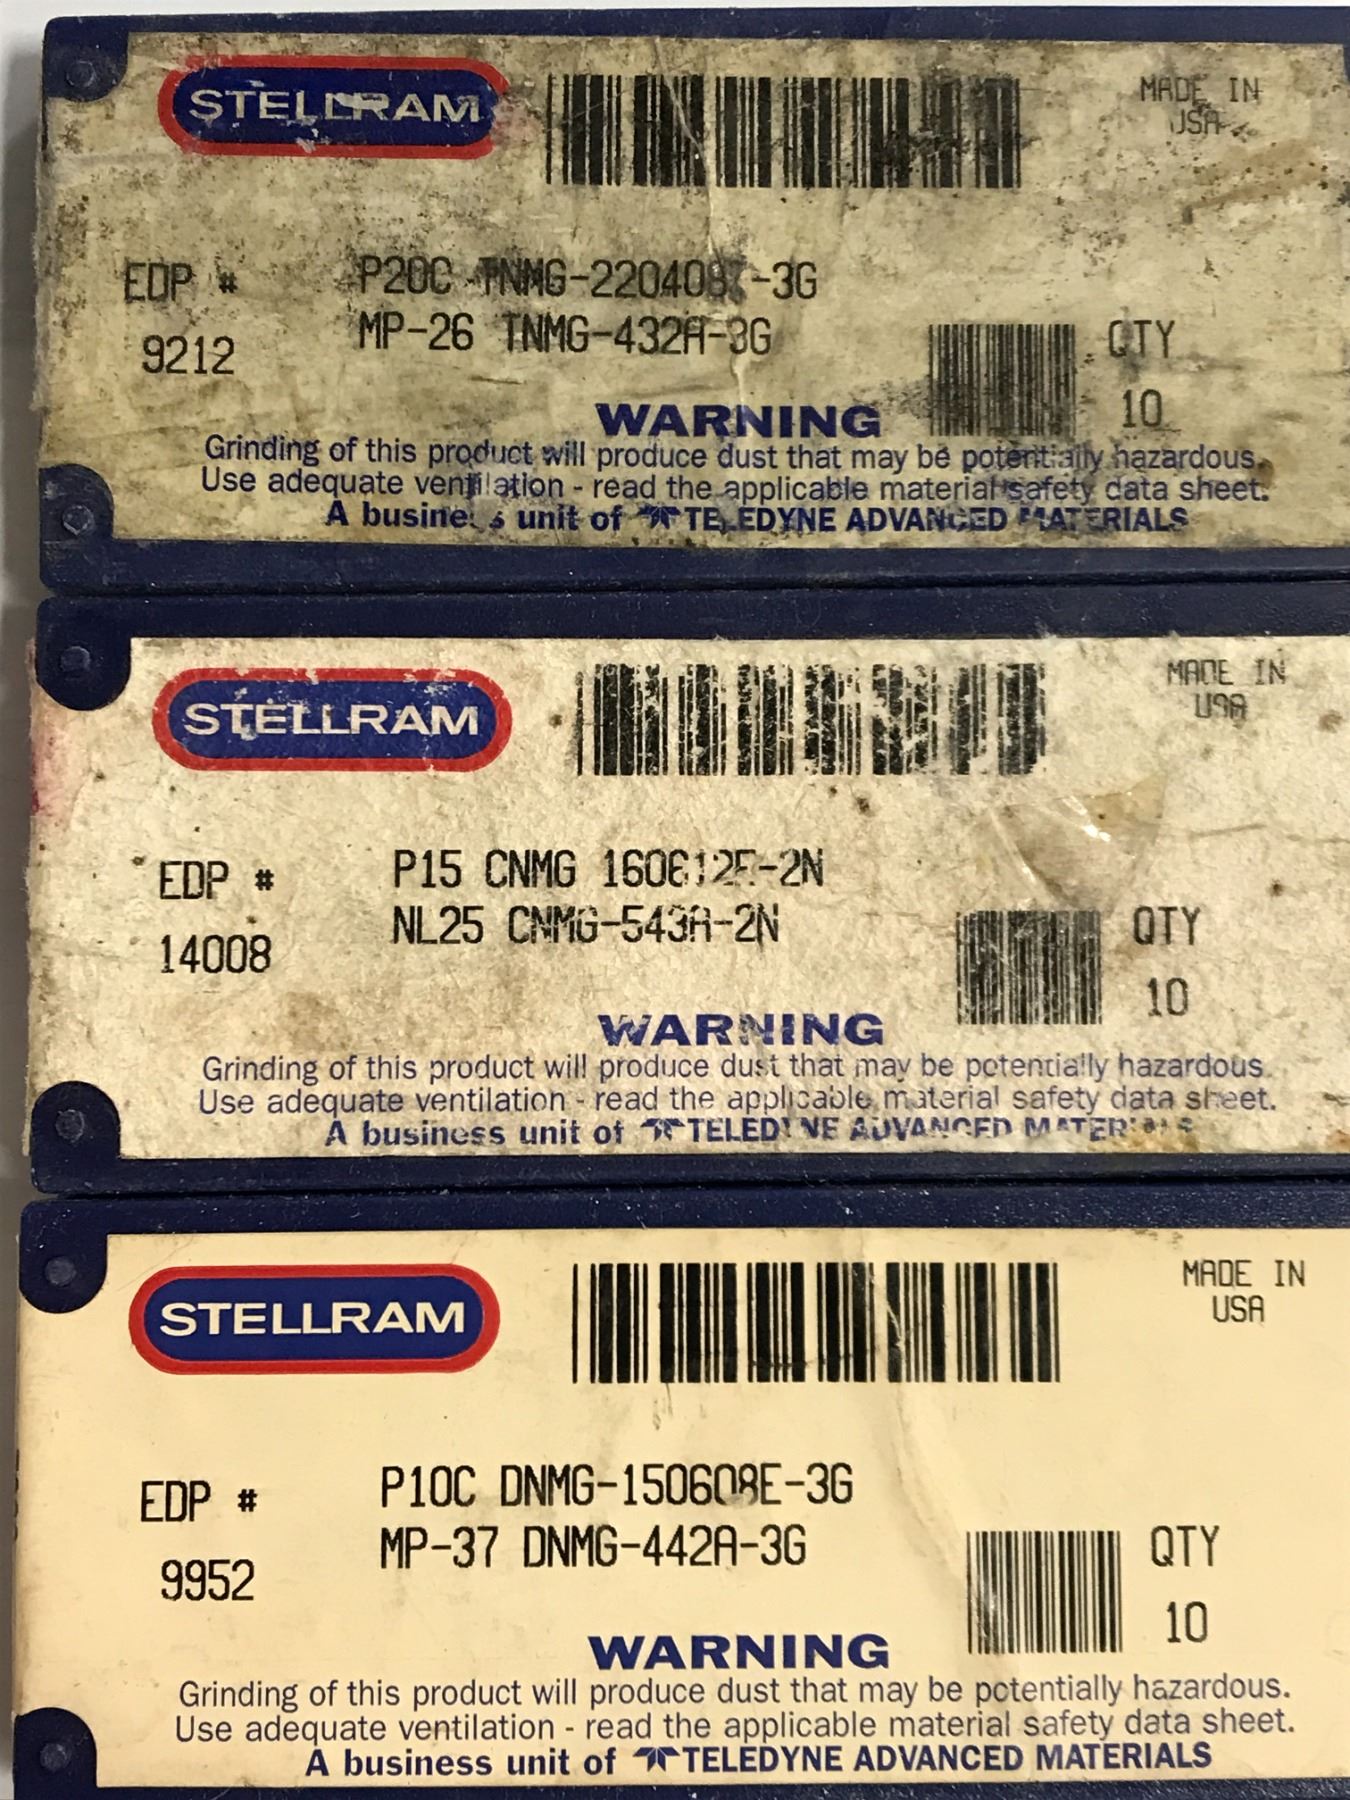 STELLRAM
MADE IN
USA
EDP #
P20C TNMG-220408 -3G
9212
MP-26 TNMG-432A-3G
QTY
10
WARNING
Grinding of this product will produce dust that may be potentially hazardous.
Use adequate ventilation - read the applicable material safety data sheet.
A business unit of TELEDYNE ADVANCED MATERIALS
STELLRAM
MADE IN
USA
EDP #
P15 CNMG 160612E-2N
14008
NL25 CNMG-543A-2N
QTY
10
WARNING
Grinding of this product will produce dust that may be potentially hazardous.
Use adequate ventilation - read the applicable material safety data sheet.
A business unit of TELEDYNE ADVANCED MATERIALS
STELLRAM
MADE IN
USA
EDP #
P10C DNMG-150608E-3G
9952
MP-37 DNMG-442A-3G
QTY
10
WARNING
Grinding of this product will produce dust that may be potentially hazardous.
Use adequate ventilation - read the applicable material safety data sheet.
A business unit of TELEDYNE ADVANCED MATERIALS